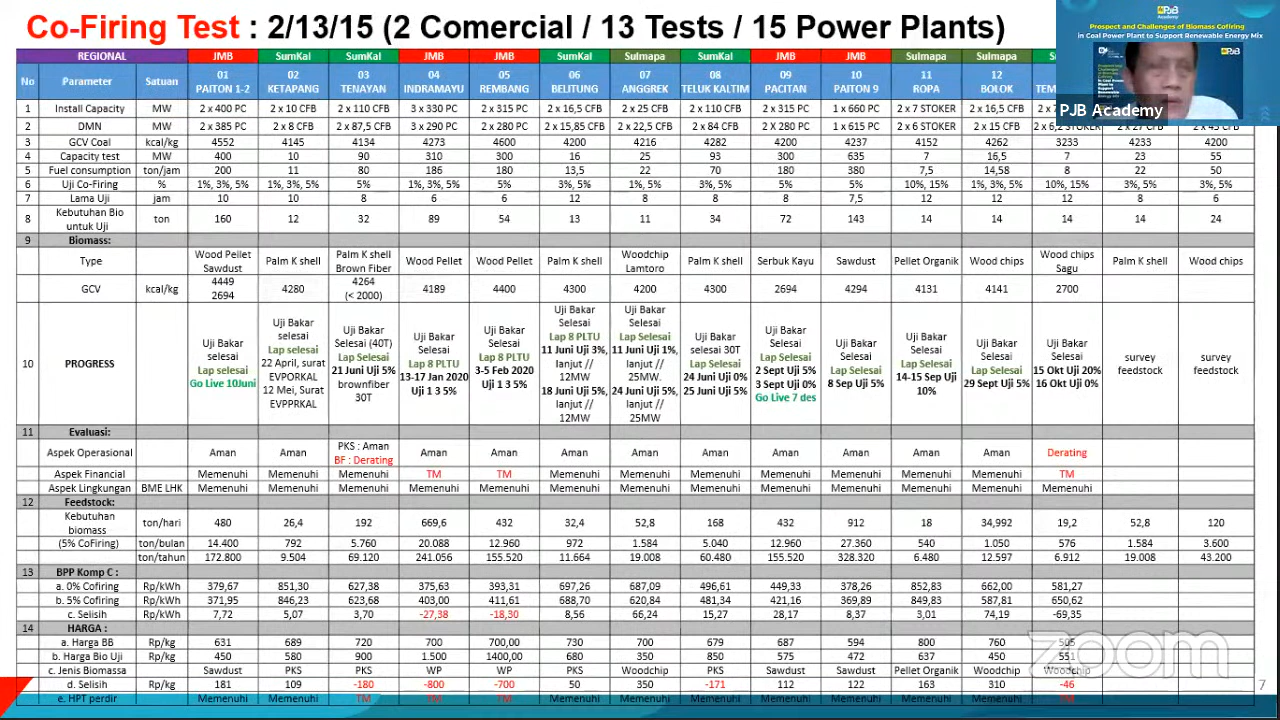 Co-Firing Test : 2/13/15 (2 Comercial / 13 Tests / 15 Power Plants)
PJB Academy
Prospect and Challenges of Biomass Cofiring
in Coal Power Plant to Support Renewable Energy Mix
PJB Academy
REGIONAL JMB SumKal SumKal JMB JMB SumKal Sulmapa SumKal JMB JMB Sulmapa Sulmapa
No Parameter Satuan 01 PAITON 1-2 02 KETAPANG 03 TENAYAN 04 INDRAMAYU 05 REMBANG 06 BELITUNG 07 ANGGREK 08 TELUK KALTIM 09 PACITAN 10 PAITON 9 11 ROPA 12 BOLOK
1 Install Capacity MW 2 x 400 PC 2 x 10 CFB 2 x 110 CFB 3 x 330 PC 2 x 315 PC 2 x 16,5 CFB 2 x 25 CFB 2 x 110 CFB 2 x 315 PC 1 x 660 PC 2 x 7 STOKER 2 x 16,5 CFB
2 DMN MW 2 x 385 PC 2 x 8 CFB 2 x 87,5 CFB 3 x 290 PC 2 x 280 PC 2 x 15,85 CFB 2 x 22,5 CFB 2 x 84 CFB 2 X 280 PC 1 x 615 PC 2 x 6 STOKER 2 x 15 CFB 2 x 6,2 STOKER 2 x 27 CFB 2 x 45 CFB
3 GCV Coal kcal/kg 4552 4145 4134 4273 4600 4200 4216 4282 4200 4237 4152 4262 3233 4233 4200
4 Capacity test MW 400 10 90 310 300 16 25 93 300 635 7 16,5 7 23 55
5 Fuel consumption ton/jam 200 11 80 186 180 13,5 22 70 180 380 7,5 14,58 8 22 50
6 Uji Co-Firing % 1%, 3%, 5% 1%, 3%, 5% 5% 1%, 3%, 5% 5% 3%, 5% 1%, 5% 3%, 5% 5% 5% 10%, 15% 1%, 3%, 5% 10%, 15% 3%, 5% 3%, 5%
7 Lama Uji jam 10 10 8 6 6 12 8 8 8 7,5 12 12 12 8 6
8 Kebutuhan Bio untuk Uji ton 160 12 32 89 54 13 11 34 72 143 14 14 14 14 24
9 Biomass:
Type Wood Pellet Sawdust Palm K shell Palm K shell Brown Fiber Wood Pellet Wood Pellet Palm K shell Woodchip Lamtoro Palm K shell Serbuk Kayu Sawdust Pellet Organik Wood chips Wood chips Sagu Palm K shell Wood chips
GCV kcal/kg 4449 2694 4280 4264 (< 2000) 4189 4400 4300 4200 4300 2694 4294 4131 4141 2700
10 PROGRESS Uji Bakar selesai Lap selesai Go Live 10Juni Uji Bakar selesai Lap selesai 22 April, surat EVPORKAL 12 Mei, Surat EVPPRKAL Uji Bakar Selesai (40T) Lap Selesai 21 Juni Uji 5% brownfiber 30T Uji Bakar Selesai Lap 8 PLTU 13-17 Jan 2020 Uji 1 3 5% Uji Bakar Selesai Lap 8 PLTU 3-5 Feb 2020 Uji 1 3 5% Uji Bakar Selesai Lap 8 PLTU 11 Juni Uji 3%, lanjut // 12MW 18 Juni Uji 5%, lanjut // 12MW Uji Bakar Selesai Lap Selesai 11 Juni Uji 1%, lanjut // 25MW. 24 Juni Uji 5%, lanjut // 25MW Uji Bakar selesai 30T Lap Selesai 24 Juni Uji 0% 25 Juni Uji 5% Uji Bakar Selesai Lap Selesai 2 Sept Uji 5% 3 Sept Uji 0% Go Live 7 des Uji Bakar Selesai Lap Selesai 8 Sep Uji 5% Uji Bakar Selesai Lap Selesai 14-15 Sep Uji 10% Uji Bakar Selesai Lap Selesai 29 Sept Uji 5% Uji Bakar Selesai Lap Selesai 15 Okt Uji 20% 16 Okt Uji 0% survey feedstock survey feedstock
11 Evaluasi:
Aspek Operasional Aman Aman PKS : Aman BF : Derating Aman Aman Aman Aman Aman Aman Aman Aman Aman Derating
Aspek Financial Memenuhi Memenuhi Memenuhi TM TM Memenuhi Memenuhi Memenuhi Memenuhi Memenuhi Memenuhi Memenuhi TM
Aspek Lingkungan BME LHK Memenuhi Memenuhi Memenuhi Memenuhi Memenuhi Memenuhi Memenuhi Memenuhi Memenuhi Memenuhi Memenuhi Memenuhi Memenuhi
12 Feedstock:
Kebutuhan biomass ton/hari 480 26,4 192 669,6 432 32,4 52,8 168 432 912 18 34,992 19,2 52,8 120
(5% CoFiring) ton/bulan 14.400 792 5.760 20.088 12.960 972 1.584 5.040 12.960 27.360 540 1.050 576 1.584 3.600
ton/tahun 172.800 9.504 69.120 241.056 155.520 11.664 19.008 60.480 155.520 328.320 6.480 12.597 6.912 19.008 43.200
13 BPP Komp C :
a. 0% Cofiring Rp/kWh 379,67 851,30 627,38 375,63 393,31 697,26 687,09 496,61 449,33 378,26 852,83 662,00 581,27
b. 5% Cofiring Rp/kWh 371,95 846,23 623,68 403,00 411,61 688,70 620,84 481,34 421,16 369,89 849,83 587,81 650,62
c. Selisih Rp/kWh 7,72 5,07 3,70 -27,38 -18,30 8,56 66,24 15,27 28,17 8,37 3,01 74,19 -69,35
14 HARGA :
a. Harga BB Rp/kg 631 689 720 700 700,00 730 700 679 687 594 800 760 505
b. Harga Bio Uji Rp/kg 450 580 900 1.500 1400,00 680 350 850 575 472 637 450 551
c. Jenis Biomassa Sawdust PKS PKS WP WP PKS Woodchip PKS Sawdust Sawdust Pellet Organik Woodchip Woodchip
d. Selisih Rp/kg 181 109 -180 -800 -700 50 350 -171 112 122 163 310 -46
e. HPT perdir Memenuhi Memenuhi TM TM TM Memenuhi Memenuhi TM Memenuhi Memenuhi Memenuhi Memenuhi TM
zoom
7